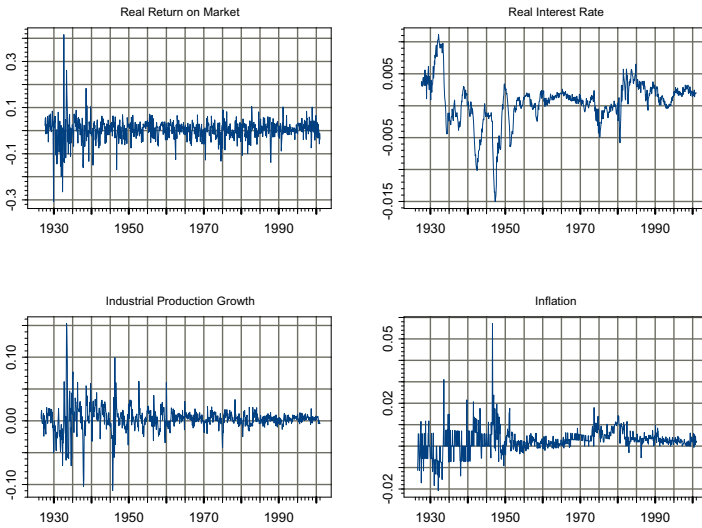 Real Return on Market
0.3
0.1
-0.1
-0.3
1930 1950 1970 1990
Real Interest Rate
0.005
-0.005
-0.015
1930 1950 1970 1990
Industrial Production Growth
0.10
0.00
-0.10
1930 1950 1970 1990
Inflation
0.05
0.02
-0.02
1930 1950 1970 1990